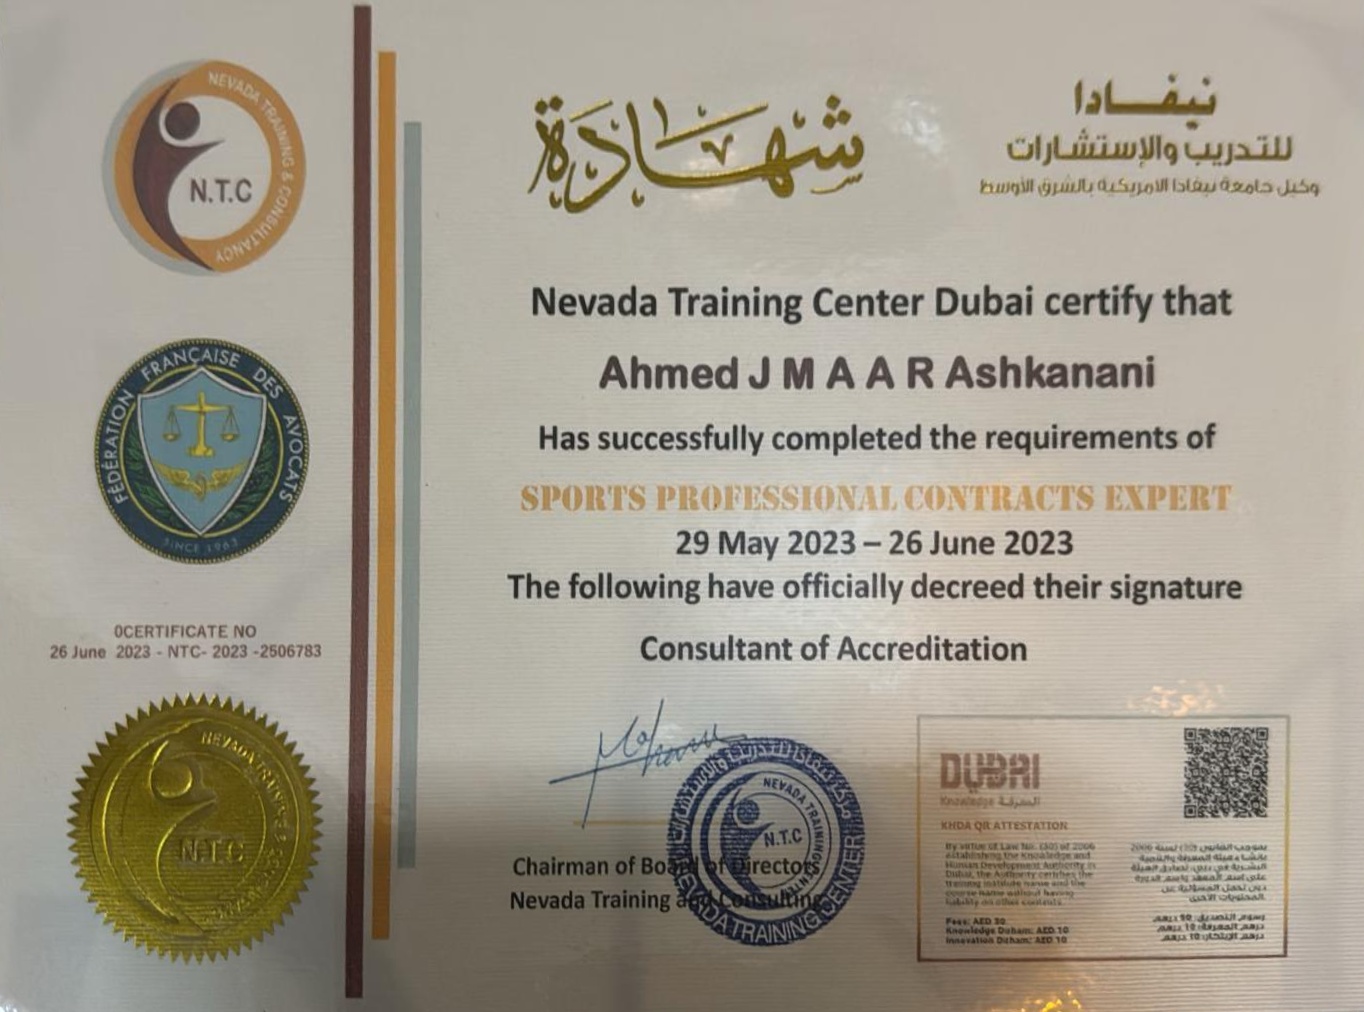 NEVADA TRAINING & CONSULTANCY
N.T.C
شهادة
نيفادا
للتدريب والإستشارات
وكيل جامعة نيفادا الامريكية بالشرق الأوسط
Nevada Training Center Dubai certify that
Ahmed J M A A R Ashkanani
Has successfully completed the requirements of
SPORTS PROFESSIONAL CONTRACTS EXPERT
29 May 2023 – 26 June 2023
The following have officially decreed their signature
Consultant of Accreditation
FÉDÉRATION FRANÇAISE DES AVOCATS
SINCE 1963
0CERTIFICATE NO
26 June 2023 - NTC- 2023 -2506783
NEVADA TRAINING &
N.T.C
Chairman of Board of Directors
Nevada Training and Consulting
NEVADA TRAINING CENTER
N.T.C
NEVADA TRAINING CENTER
DUBAI
Knowledge المعرفة
KHDA QR ATTESTATION
By virtue of Law No. (30) of 2006
establishing the Knowledge and
Human Development Authority in
Dubai, the Authority certifies the
training institute name and the
course name without having
liability on other contents.
Fees: AED 90
Knowledge Dirham: AED 10
Innovation Dirham: AED 10
بموجب القانون (30) لسنة 2006
بإنشاء هيئة المعرفة والتنمية
البشرية في دبي، تصادق الهيئة
على اسم المعهد واسم الدورة
دون تحمل المسؤلية عن
المحتويات الأخرى.
رسوم التصديق: 90 درهم
درهم المعرفة: 10 درهم
درهم الإبتكار: 10 درهم